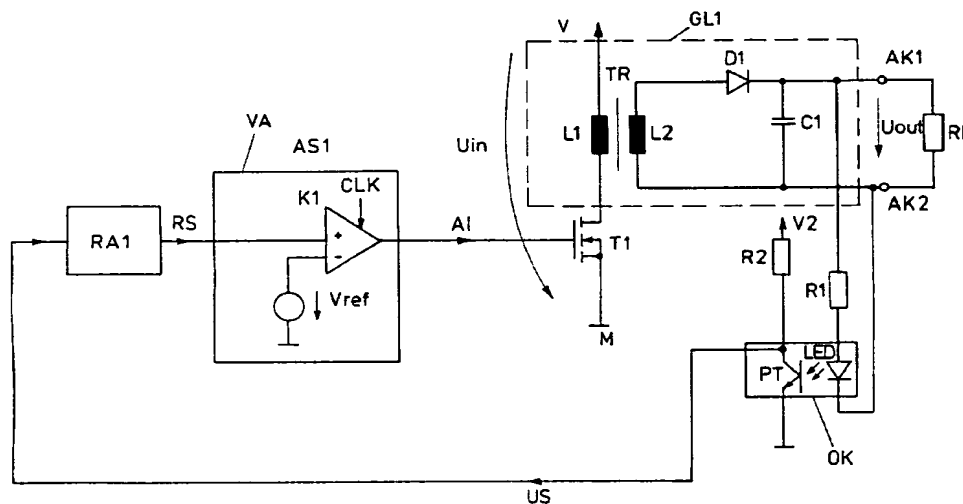 V
GL1
D1
AK1
TR
VA
AS1
Uin
L1
L2
C1
Uout
K1
CLK
AK2
RS
RA1
+
AI
V2
-
T1
R2
Vref
R1
M
LED
PT
OK
US